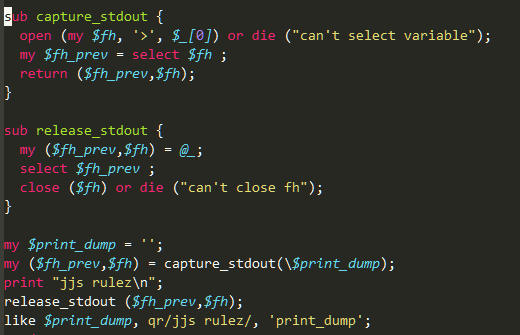 sub capture_stdout {
  open (my $fh, '>', $_[0]) or die ("can't select variable");
  my $fh_prev = select $fh ;
  return ($fh_prev,$fh);
}

sub release_stdout {
  my ($fh_prev,$fh) = @_;
  select $fh_prev ;
  close ($fh) or die ("can't close fh");
}

my $print_dump = '';
my ($fh_prev,$fh) = capture_stdout(\$print_dump);
print "jjs rulez\n";
release_stdout ($fh_prev,$fh);
like $print_dump, qr/jjs rulez/, 'print_dump';